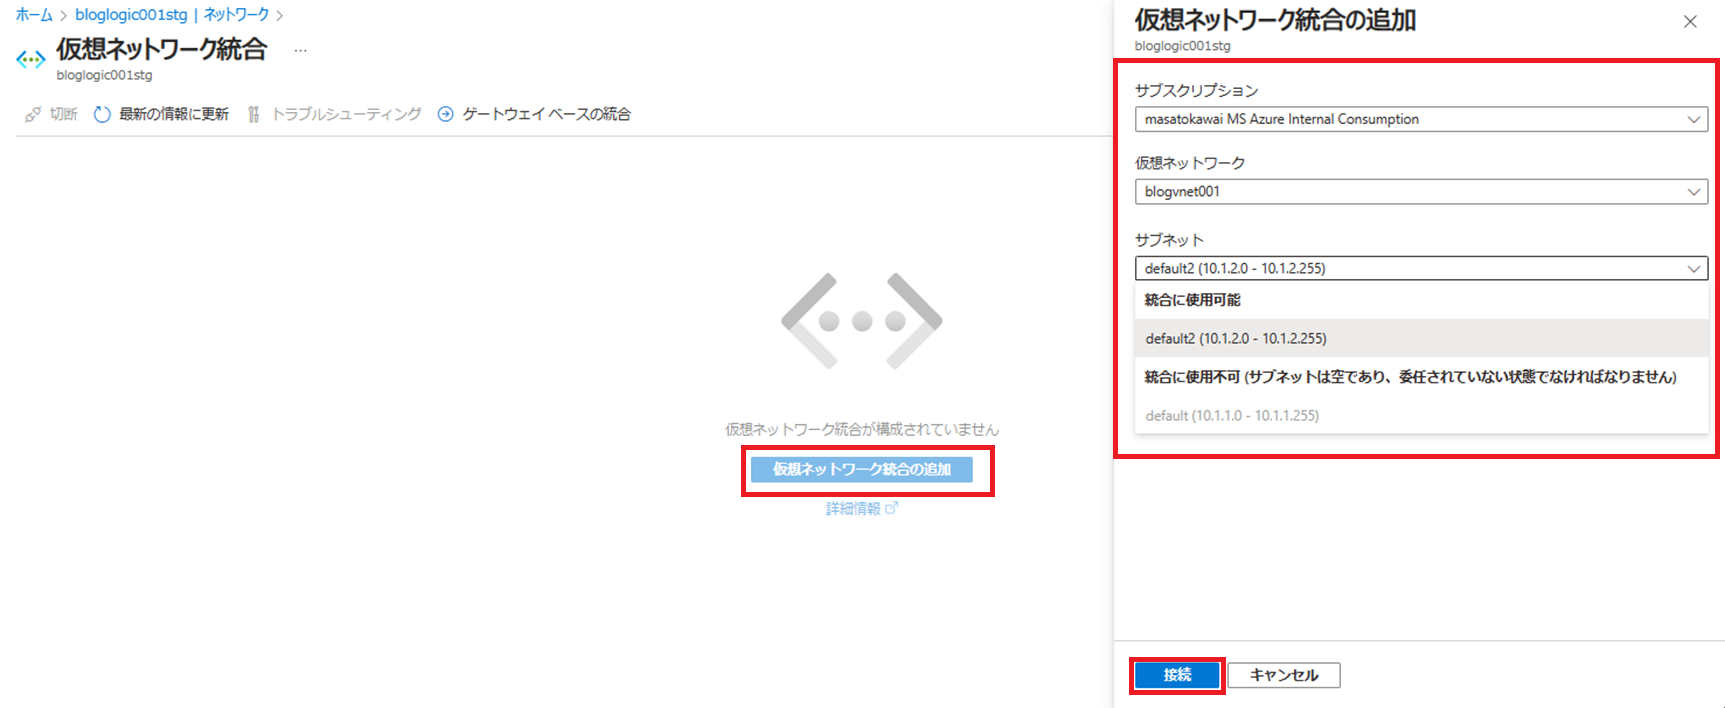 ホーム > bloglogic001stg | ネットワーク >
仮想ネットワーク統合 …
bloglogic001stg
切断 最新の情報に更新 トラブルシューティング ゲートウェイ ベースの統合
仮想ネットワーク統合が構成されていません
仮想ネットワーク統合の追加
詳細情報
仮想ネットワーク統合の追加
bloglogic001stg
サブスクリプション
masatokawai MS Azure Internal Consumption
仮想ネットワーク
blogvnet001
サブネット
default2 (10.1.2.0 - 10.1.2.255)
統合に使用可能
default2 (10.1.2.0 - 10.1.2.255)
統合に使用不可 (サブネットは空であり、委任されていない状態でなければなりません)
default (10.1.1.0 - 10.1.1.255)
接続 キャンセル